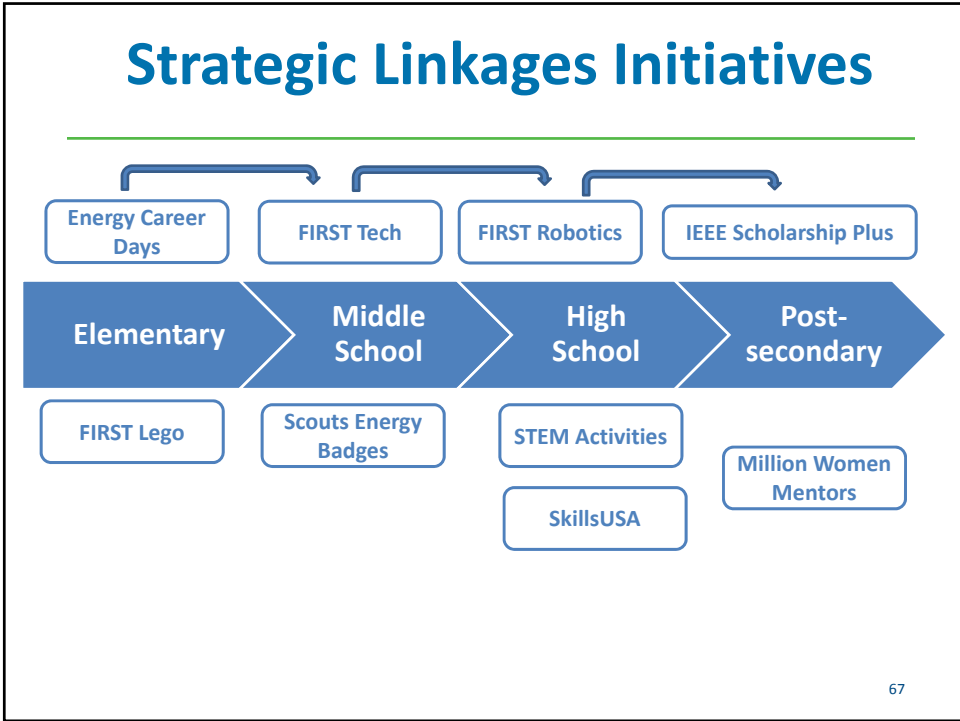 Strategic Linkages Initiatives
Energy Career
Days
FIRST Tech
FIRST Robotics
IEEE Scholarship Plus
Elementary
Middle
School
High
School
Post-
secondary
FIRST Lego
Scouts Energy
Badges
STEM Activities
SkillsUSA
Million Women
Mentors
67